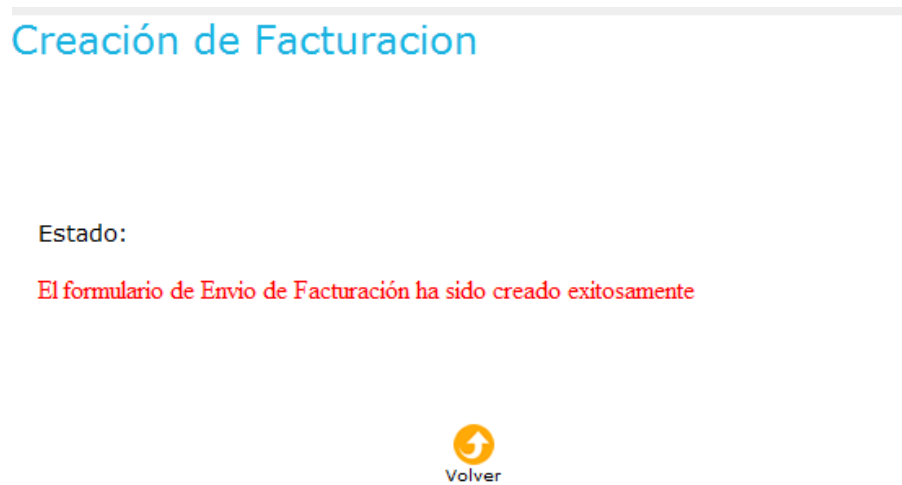 Creación de Facturacion
Estado:
El formulario de Envio de Facturación ha sido creado exitosamente
Volver